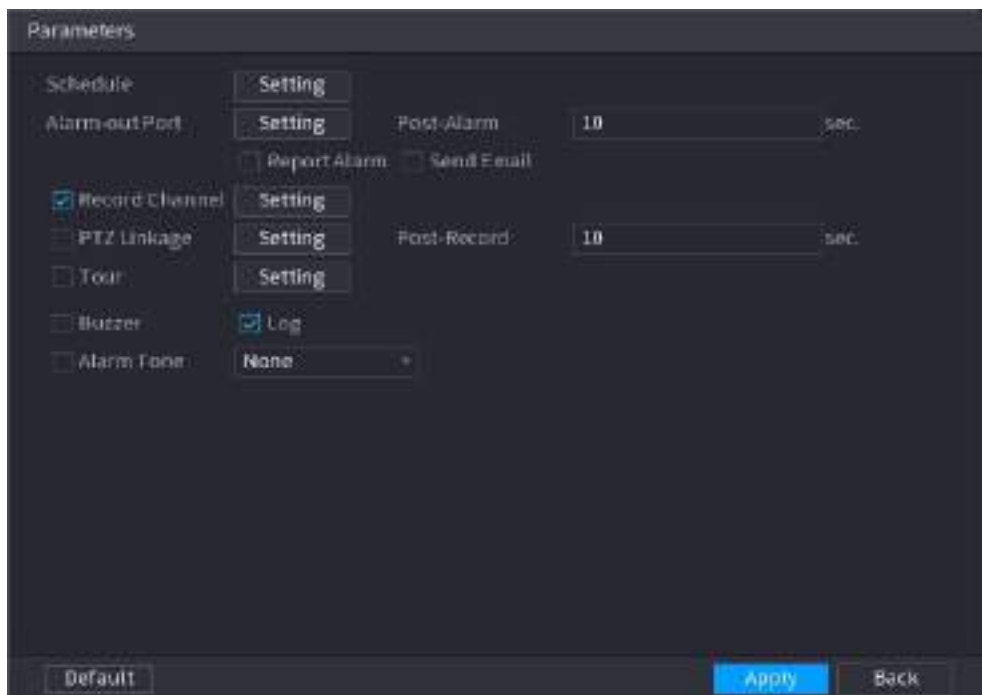 Parameters
Schedule Setting
Alarm-out Port Setting Post-Alarm 10 sec.
Report Alarm Send Email
Record Channel Setting
PTZ Linkage Setting Post-Record 10 sec.
Tour Setting
Buzzer Log
Alarm Tone None
Default Apply Back